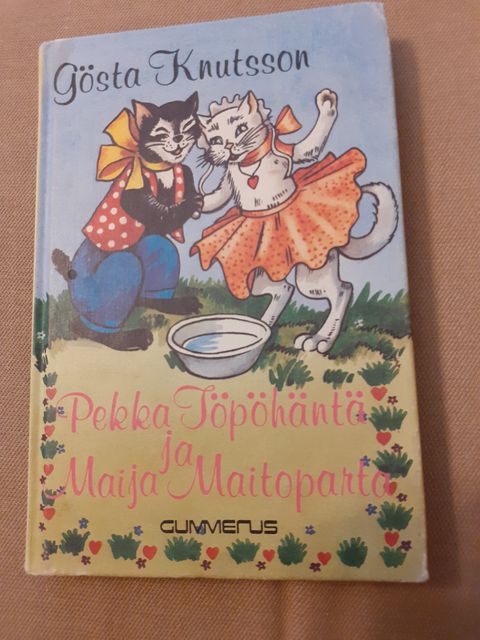 Gösta Knutsson
Pekka Töpöhäntä
ja
Maija Maitoparta
GUMMERUS